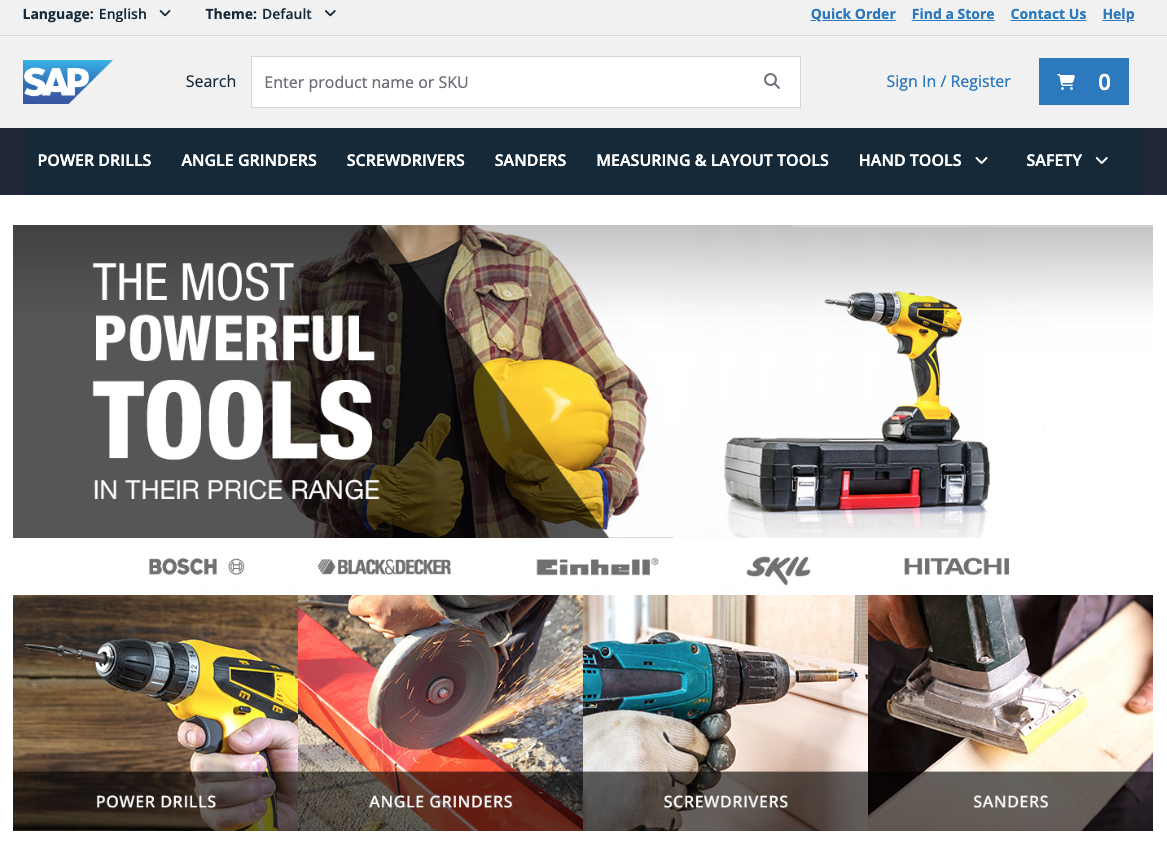 Language: English Theme: Default Quick Order Find a Store Contact Us Help
SAP Search Enter product name or SKU Sign In / Register 0
POWER DRILLS ANGLE GRINDERS SCREWDRIVERS SANDERS MEASURING & LAYOUT TOOLS HAND TOOLS SAFETY
THE MOST
POWERFUL
TOOLS
IN THEIR PRICE RANGE
BOSCH BLACK&DECKER Einhell® SKIL HITACHI
POWER DRILLS ANGLE GRINDERS SCREWDRIVERS SANDERS